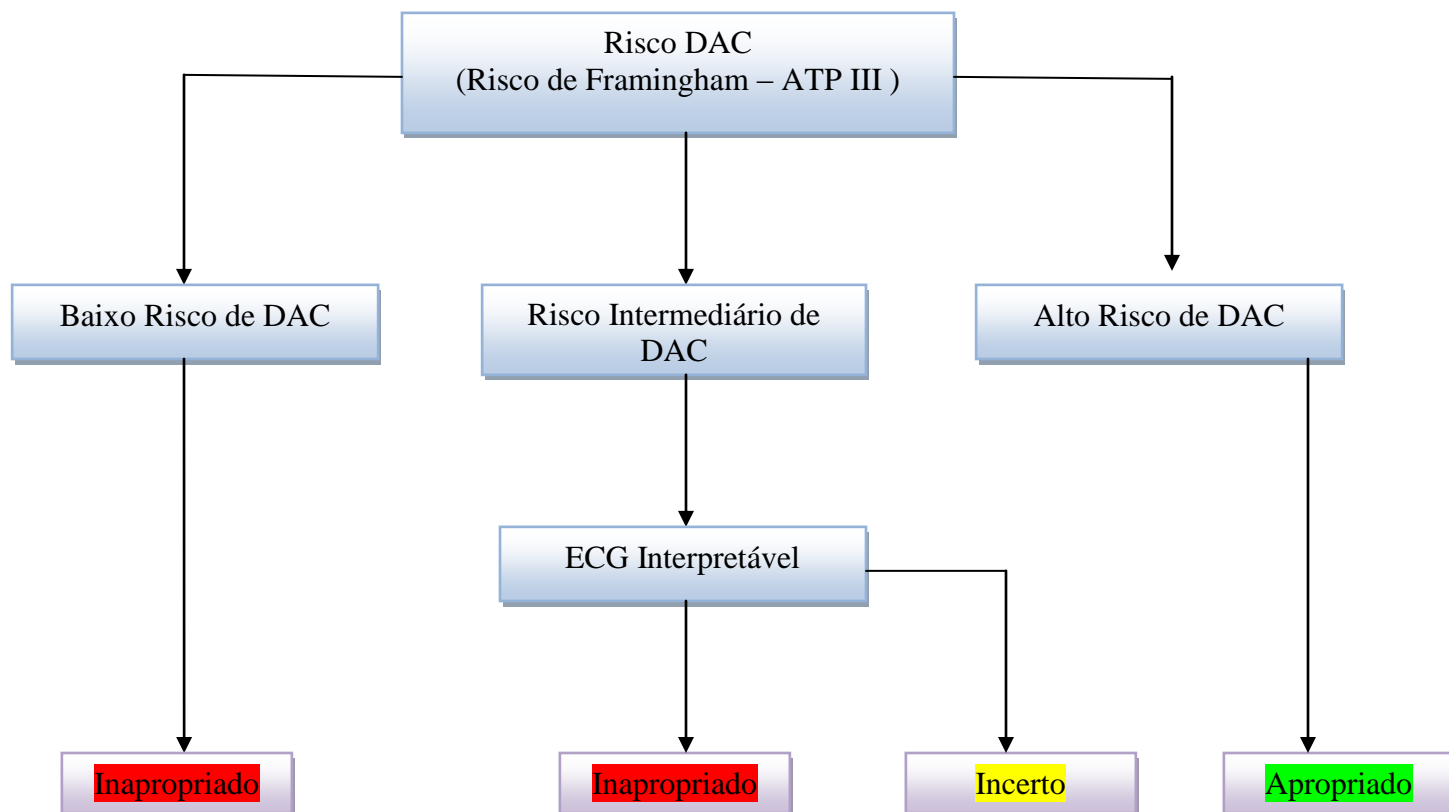 Risco DAC
(Risco de Framingham – ATP III )
Baixo Risco de DAC
Risco Intermediário de
DAC
Alto Risco de DAC
ECG Interpretável
Inapropriado
Inapropriado
Incerto
Apropriado